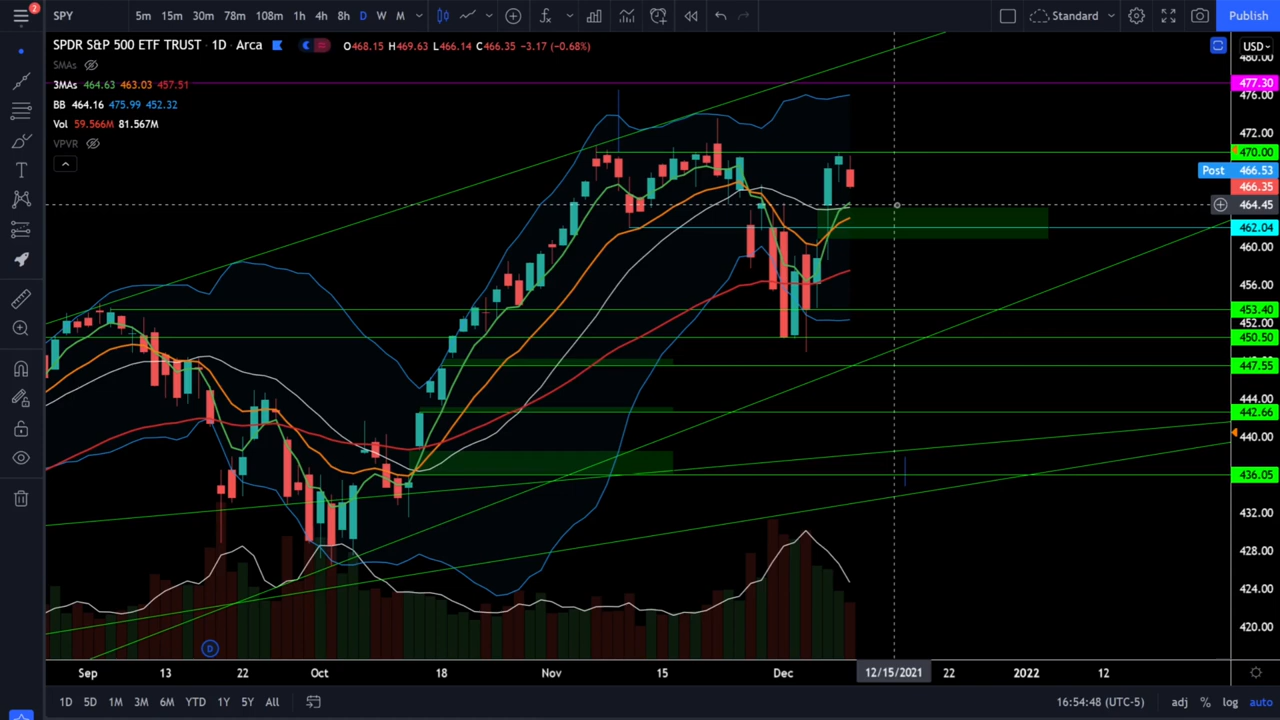 2
SPY
5m 15m 30m 78m 108m 1h 4h 8h D W M
Standard
Publish
SPDR S&P 500 ETF TRUST · 1D · Arca O468.15 H469.63 L466.14 C466.35 −3.17 (−0.68%)
USD
SMAs
3MAs 464.63 463.03 457.51
BB 464.16 475.99 452.32
Vol 59.566M 81.567M
VPVR
480.00
477.30
476.00
472.00
470.00
Post 466.53
466.35
464.45
462.04
460.00
456.00
453.40
452.00
450.50
447.55
444.00
442.66
440.00
436.05
432.00
428.00
424.00
420.00
D
Sep 13 22 Oct 18 Nov 15 Dec 12/15/2021 22 2022 12
1D 5D 1M 3M 6M YTD 1Y 5Y All 16:54:48 (UTC-5) adj % log auto